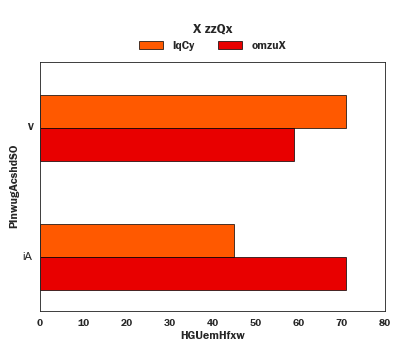 X zzQx
IqCy omzuX
PlnwugAcshdSO
V
iA
0 10 20 30 40 50 60 70 80
HGUemHfxw